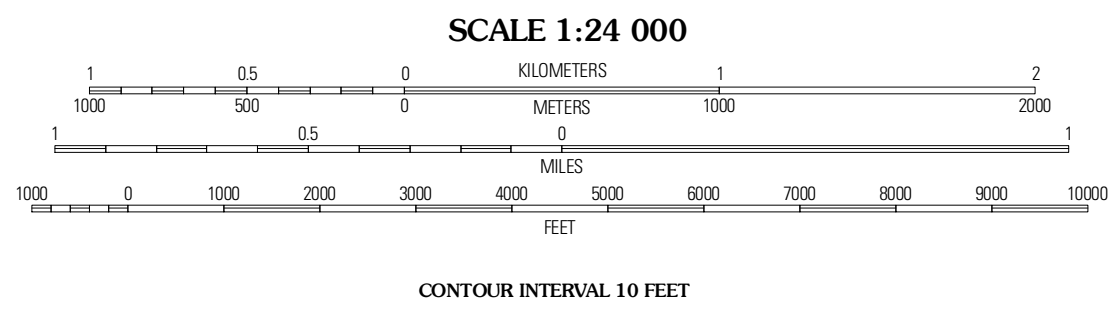 SCALE 1:24 000
1 0.5 0 KILOMETERS 1 2
1000 500 0 METERS 1000 2000
1 0.5 0 1
MILES
1000 0 1000 2000 3000 4000 5000 6000 7000 8000 9000 10000
FEET
CONTOUR INTERVAL 10 FEET